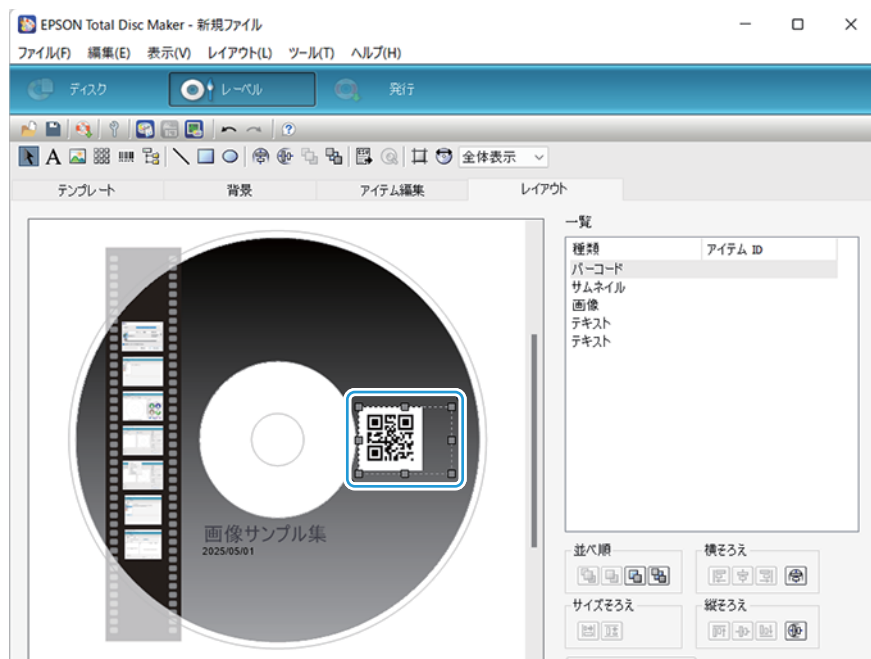 EPSON Total Disc Maker - 新規ファイル
ファイル(F) 編集(E) 表示(V) レイアウト(L) ツール(T) ヘルプ(H)
ディスク レーベル 発行
A 全体表示
テンプレート 背景 アイテム編集 レイアウト
一覧
種類 アイテム ID
バーコード
サムネイル
画像
テキスト
テキスト
画像サンプル集
2025/05/01
並べ順 横そろえ
サイズそろえ 縦そろえ